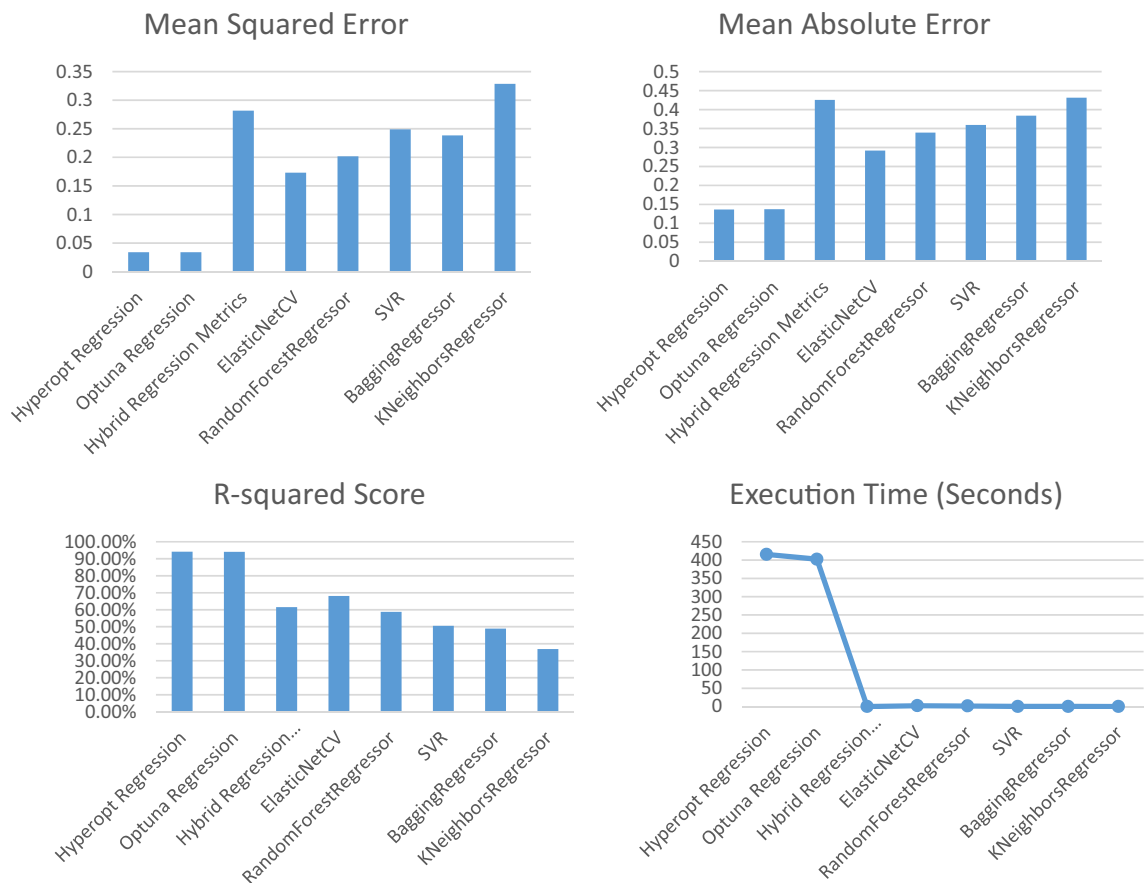 Mean Squared Error
0.35
0.3
0.25
0.2
0.15
0.1
0.05
0
Hyperopt Regression
Optuna Regression
Hybrid Regression Metrics
ElasticNetCV
RandomForestRegressor
SVR
BaggingRegressor
KNeighborsRegressor
Mean Absolute Error
0.5
0.45
0.4
0.35
0.3
0.25
0.2
0.15
0.1
0.05
0
Hyperopt Regression
Optuna Regression
Hybrid Regression Metrics
ElasticNetCV
RandomForestRegressor
SVR
BaggingRegressor
KNeighborsRegressor
R-squared Score
100.00%
90.00%
80.00%
70.00%
60.00%
50.00%
40.00%
30.00%
20.00%
10.00%
0.00%
Hyperopt Regression
Optuna Regression
Hybrid Regression...
ElasticNetCV
RandomForestRegressor
SVR
BaggingRegressor
KNeighborsRegressor
Execution Time (Seconds)
450
400
350
300
250
200
150
100
50
0
Hyperopt Regression
Optuna Regression
Hybrid Regression...
ElasticNetCV
RandomForestRegressor
SVR
BaggingRegressor
KNeighborsRegressor